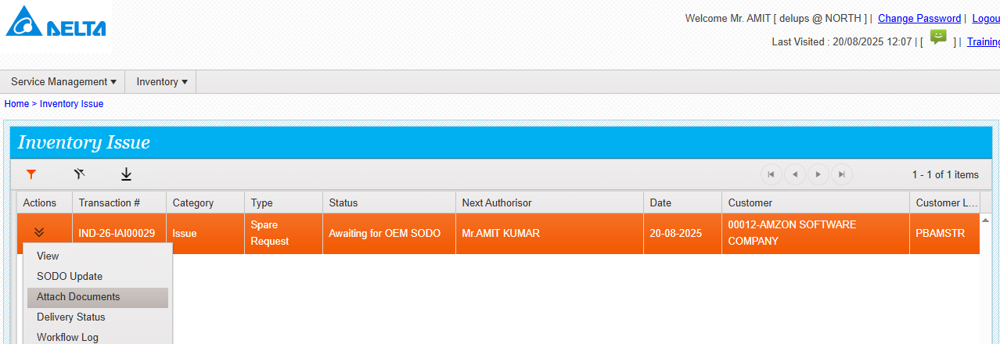 DELTA
Welcome Mr. AMIT [ delups @ NORTH ] | Change Password | Logou
Last Visited : 20/08/2025 12:07 | [ ] | Training
Service Management Inventory
Home > Inventory Issue
Inventory Issue
1 - 1 of 1 items
Actions Transaction # Category Type Status Next Authorisor Date Customer Customer L...
IND-26-IAI00029 Issue Spare Request Awaiting for OEM SODO Mr.AMIT KUMAR 20-08-2025 00012-AMZON SOFTWARE COMPANY PBAMSTR
View
SODO Update
Attach Documents
Delivery Status
Workflow Log